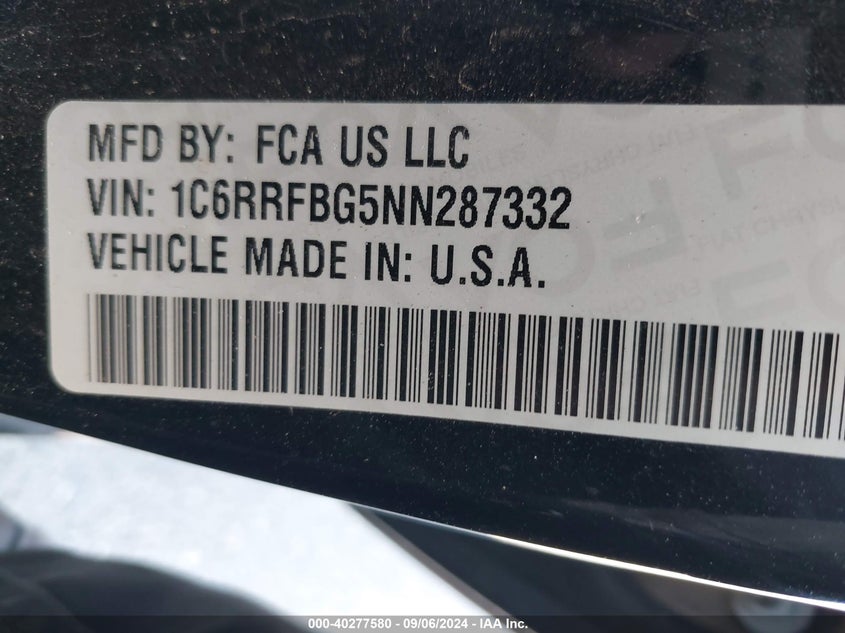 MFD BY: FCA US LLC
VIN: 1C6RRFBG5NN287332
VEHICLE MADE IN: U.S.A.
000-40277580 - 09/06/2024 - IAA Inc.